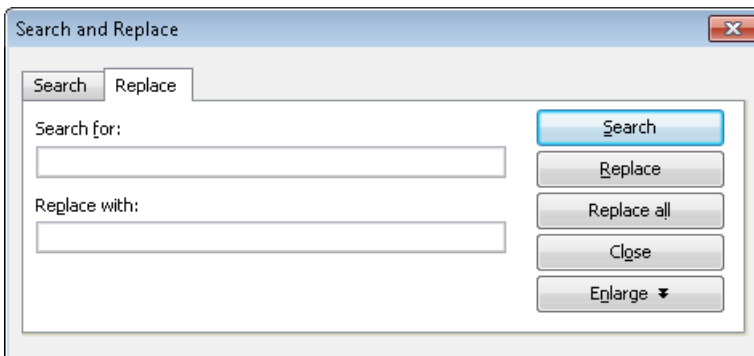 Search and Replace
Search Replace
Search for:
Replace with:
Search
Replace
Replace all
Close
Enlarge